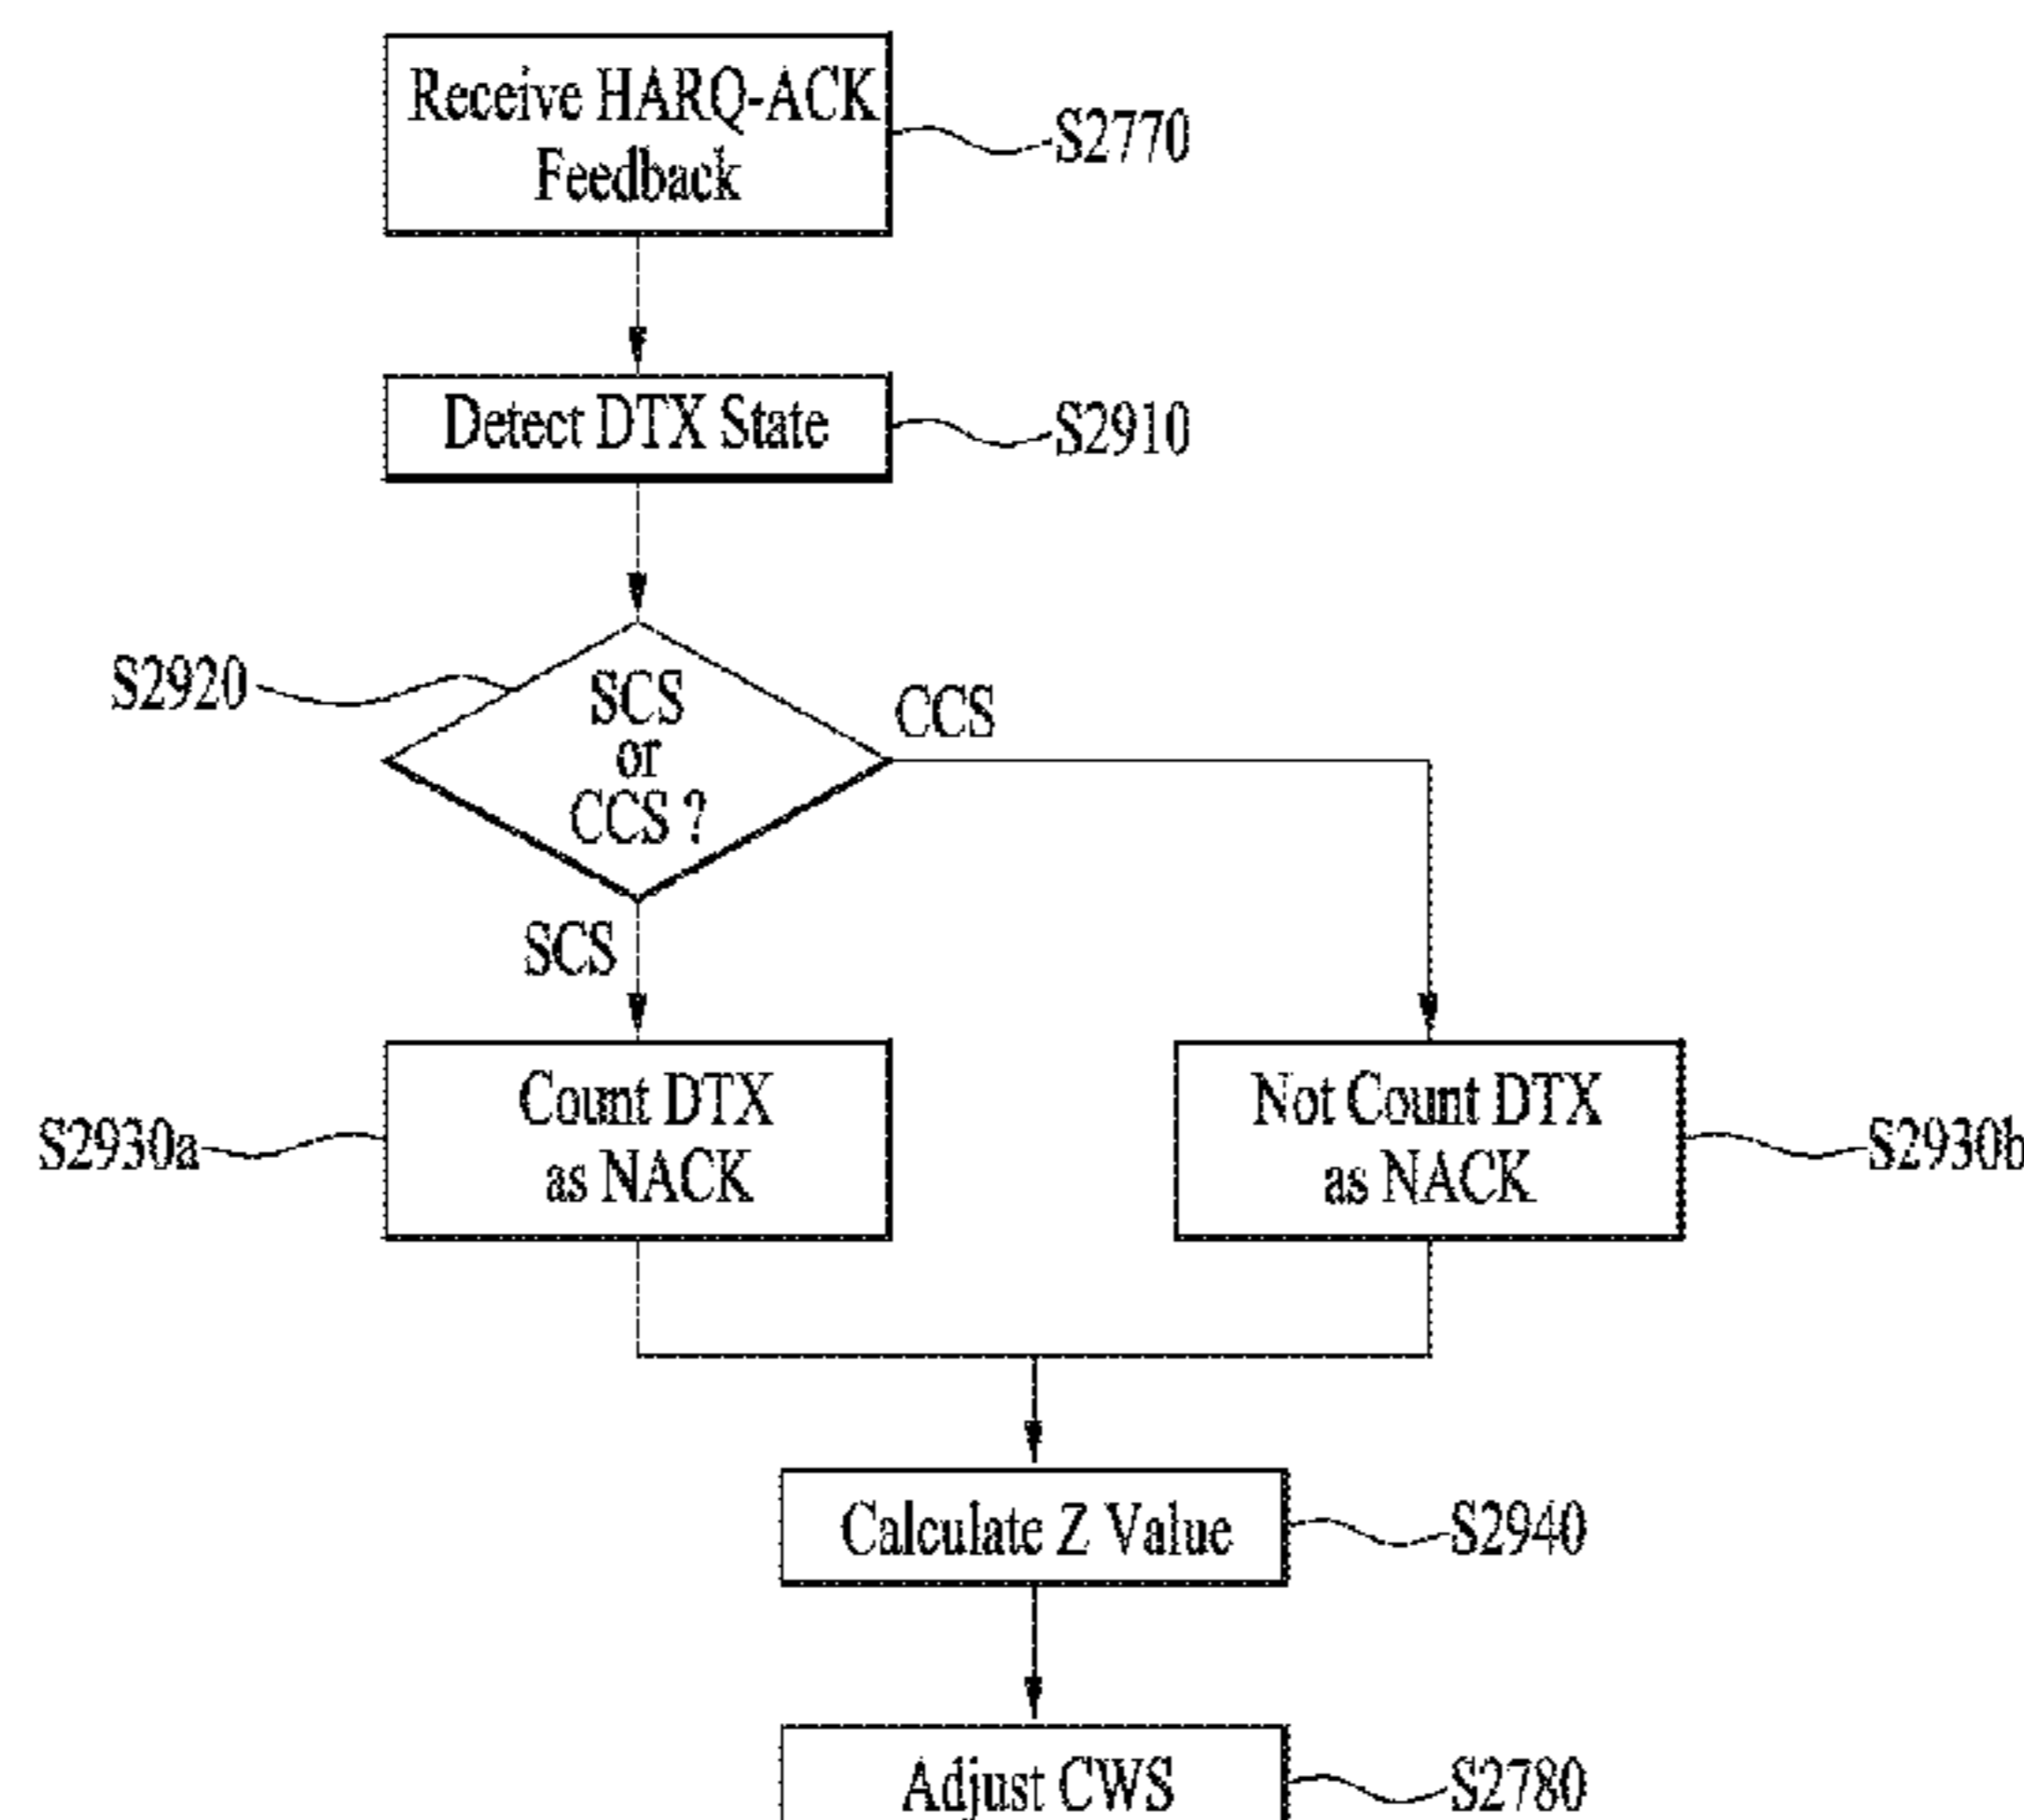 Receive HARQ-ACK
Feedback
S2770
Detect DTX State
S2910
S2920
SCS
or
CCS ?
CCS
SCS
Count DTX
as NACK
S2930a
Not Count DTX
as NACK
S2930b
Calculate Z Value
S2940
Adjust CWS
S2780